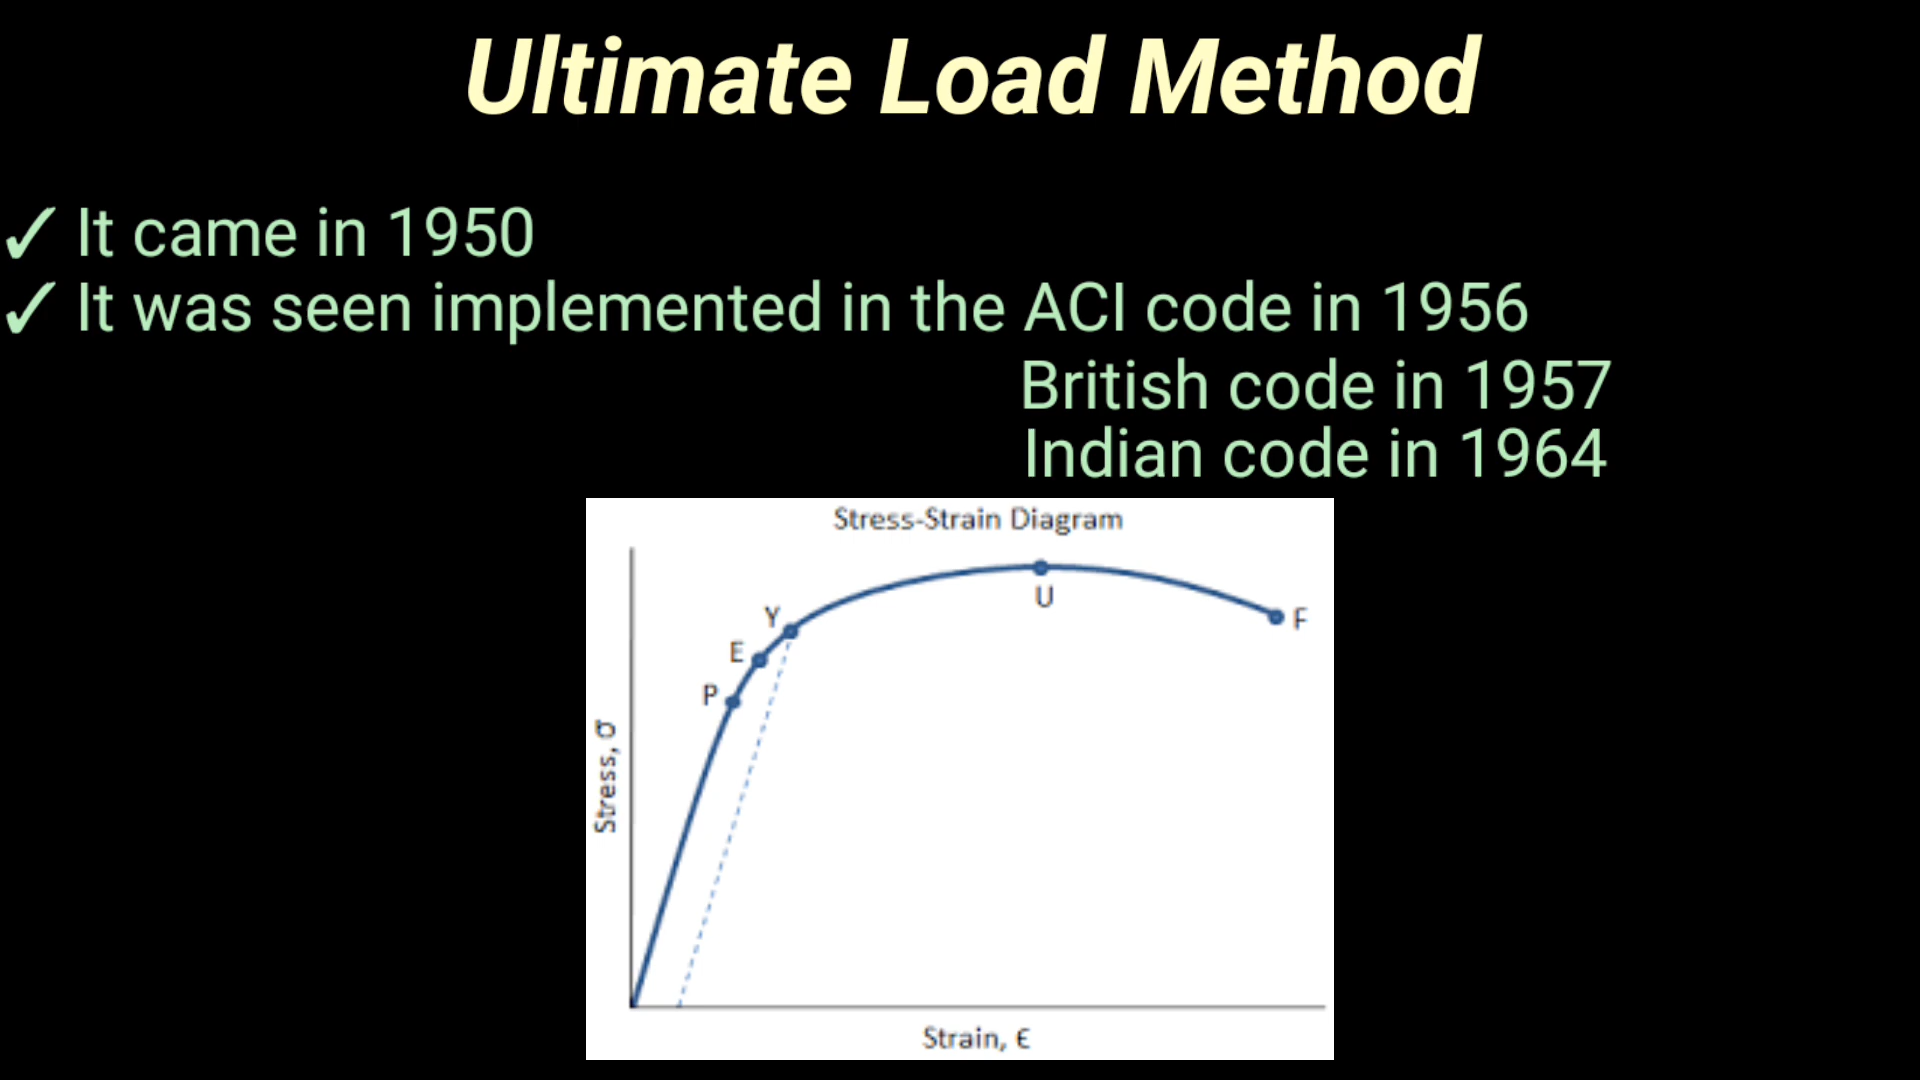 Ultimate Load Method
✓ It came in 1950
✓ It was seen implemented in the ACI code in 1956
British code in 1957
Indian code in 1964
Stress-Strain Diagram
U
Y
F
E
P
Stress, σ
Strain, ϵ